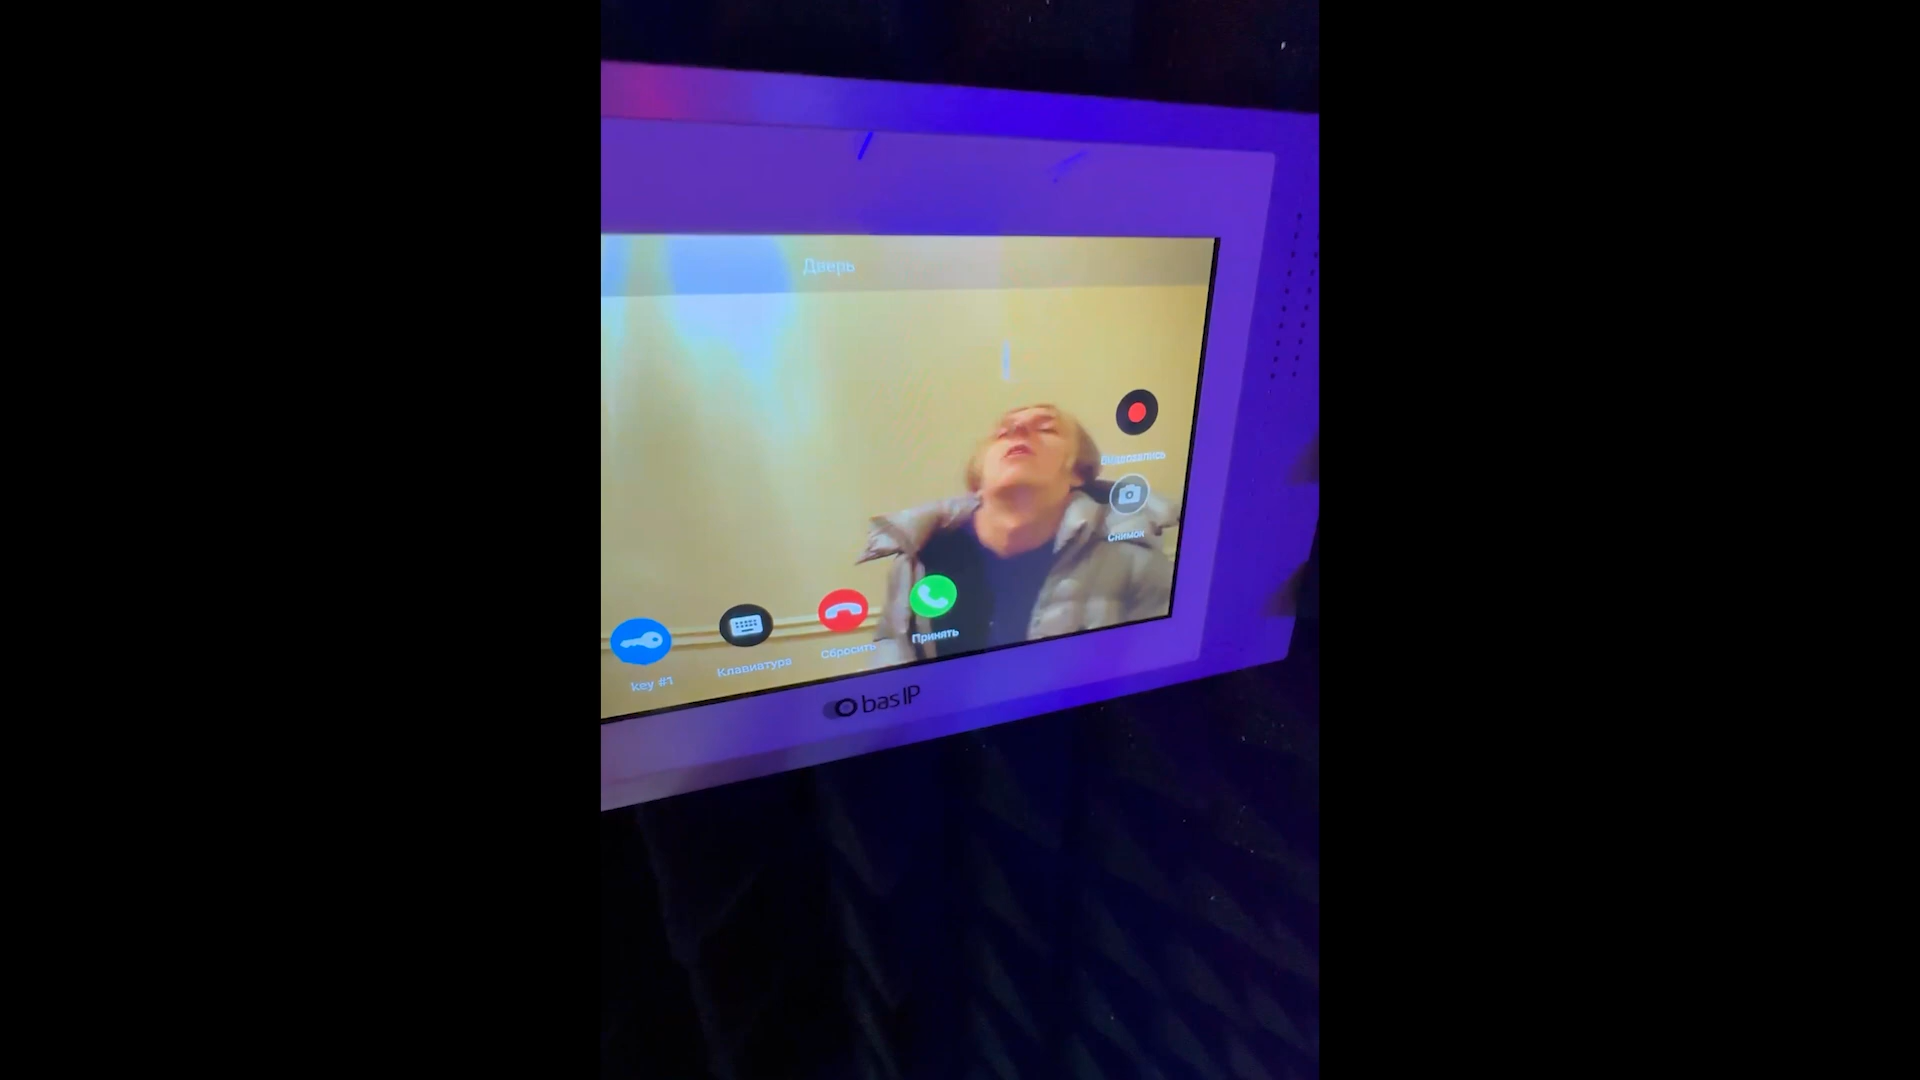 Дверь
Видеозапись
Снимок
Принять
Сбросить
Клавиатура
key #1
bas IP